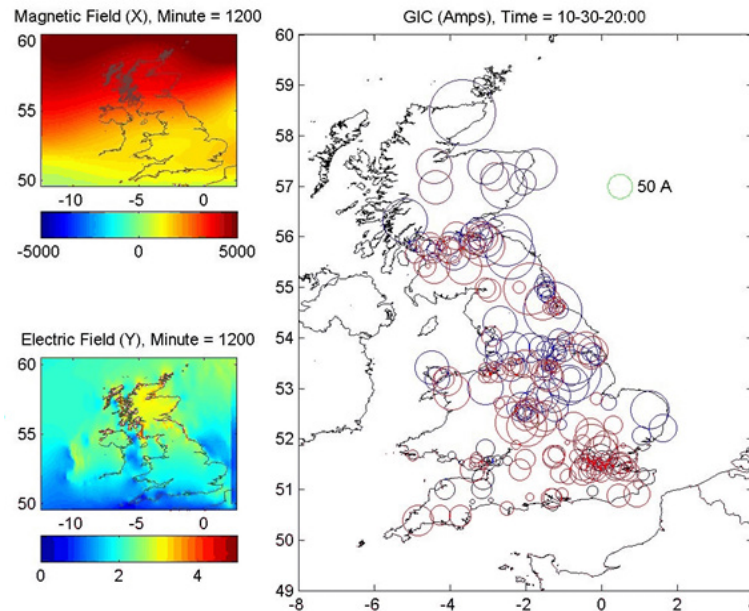 Magnetic Field (X), Minute = 1200
60
55
50
-10 -5 0
-5000 0 5000
Electric Field (Y), Minute = 1200
60
55
50
-10 -5 0
0 2 4
GIC (Amps), Time = 10-30-20:00
60
59
58
57
56
55
54
53
52
51
50
49
-8 -6 -4 -2 0 2 4
50 A